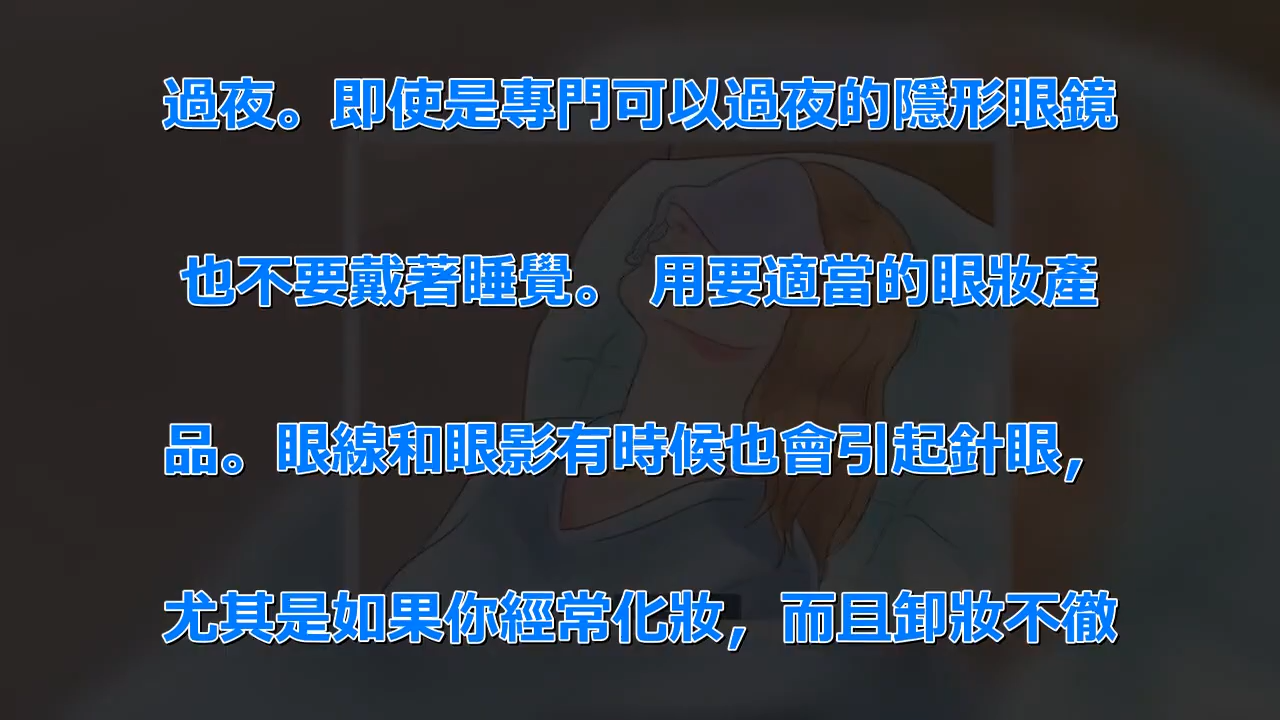 過夜。即使是專門可以過夜的隱形眼鏡
也不要戴著睡覺。 用要適當的眼妝產
品。眼線和眼影有時候也會引起針眼，
尤其是如果你經常化妝，而且卸妝不徹